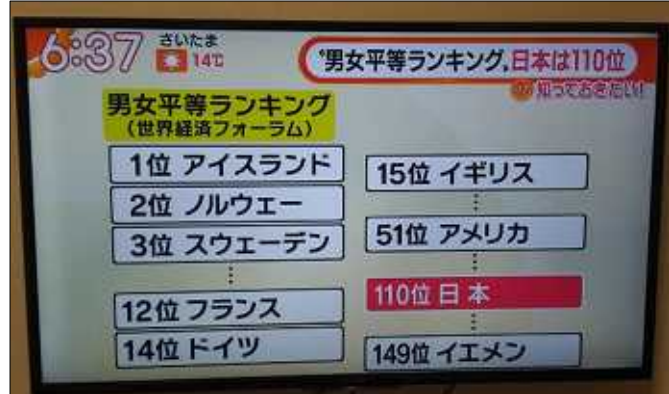 6:37
さいたま
14℃
"男女平等ランキング"日本は110位
知っておきたい!
男女平等ランキング
(世界経済フォーラム)
1位 アイスランド
2位 ノルウェー
3位 スウェーデン
12位 フランス
14位 ドイツ
15位 イギリス
51位 アメリカ
110位 日本
149位 イエメン